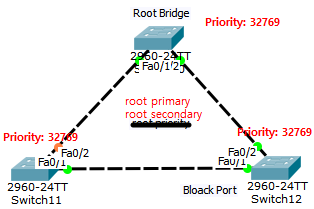 Root Bridge
Priority: 32769
2960-24TT
Fa0/1/2
root primary
root secondary
Priority: 32769
Priority: 32769
Fa0/2
Fa0/1
Fa0/2
Fa0/1
2960-24TT
Switch11
Bloack Port
2960-24TT
Switch12